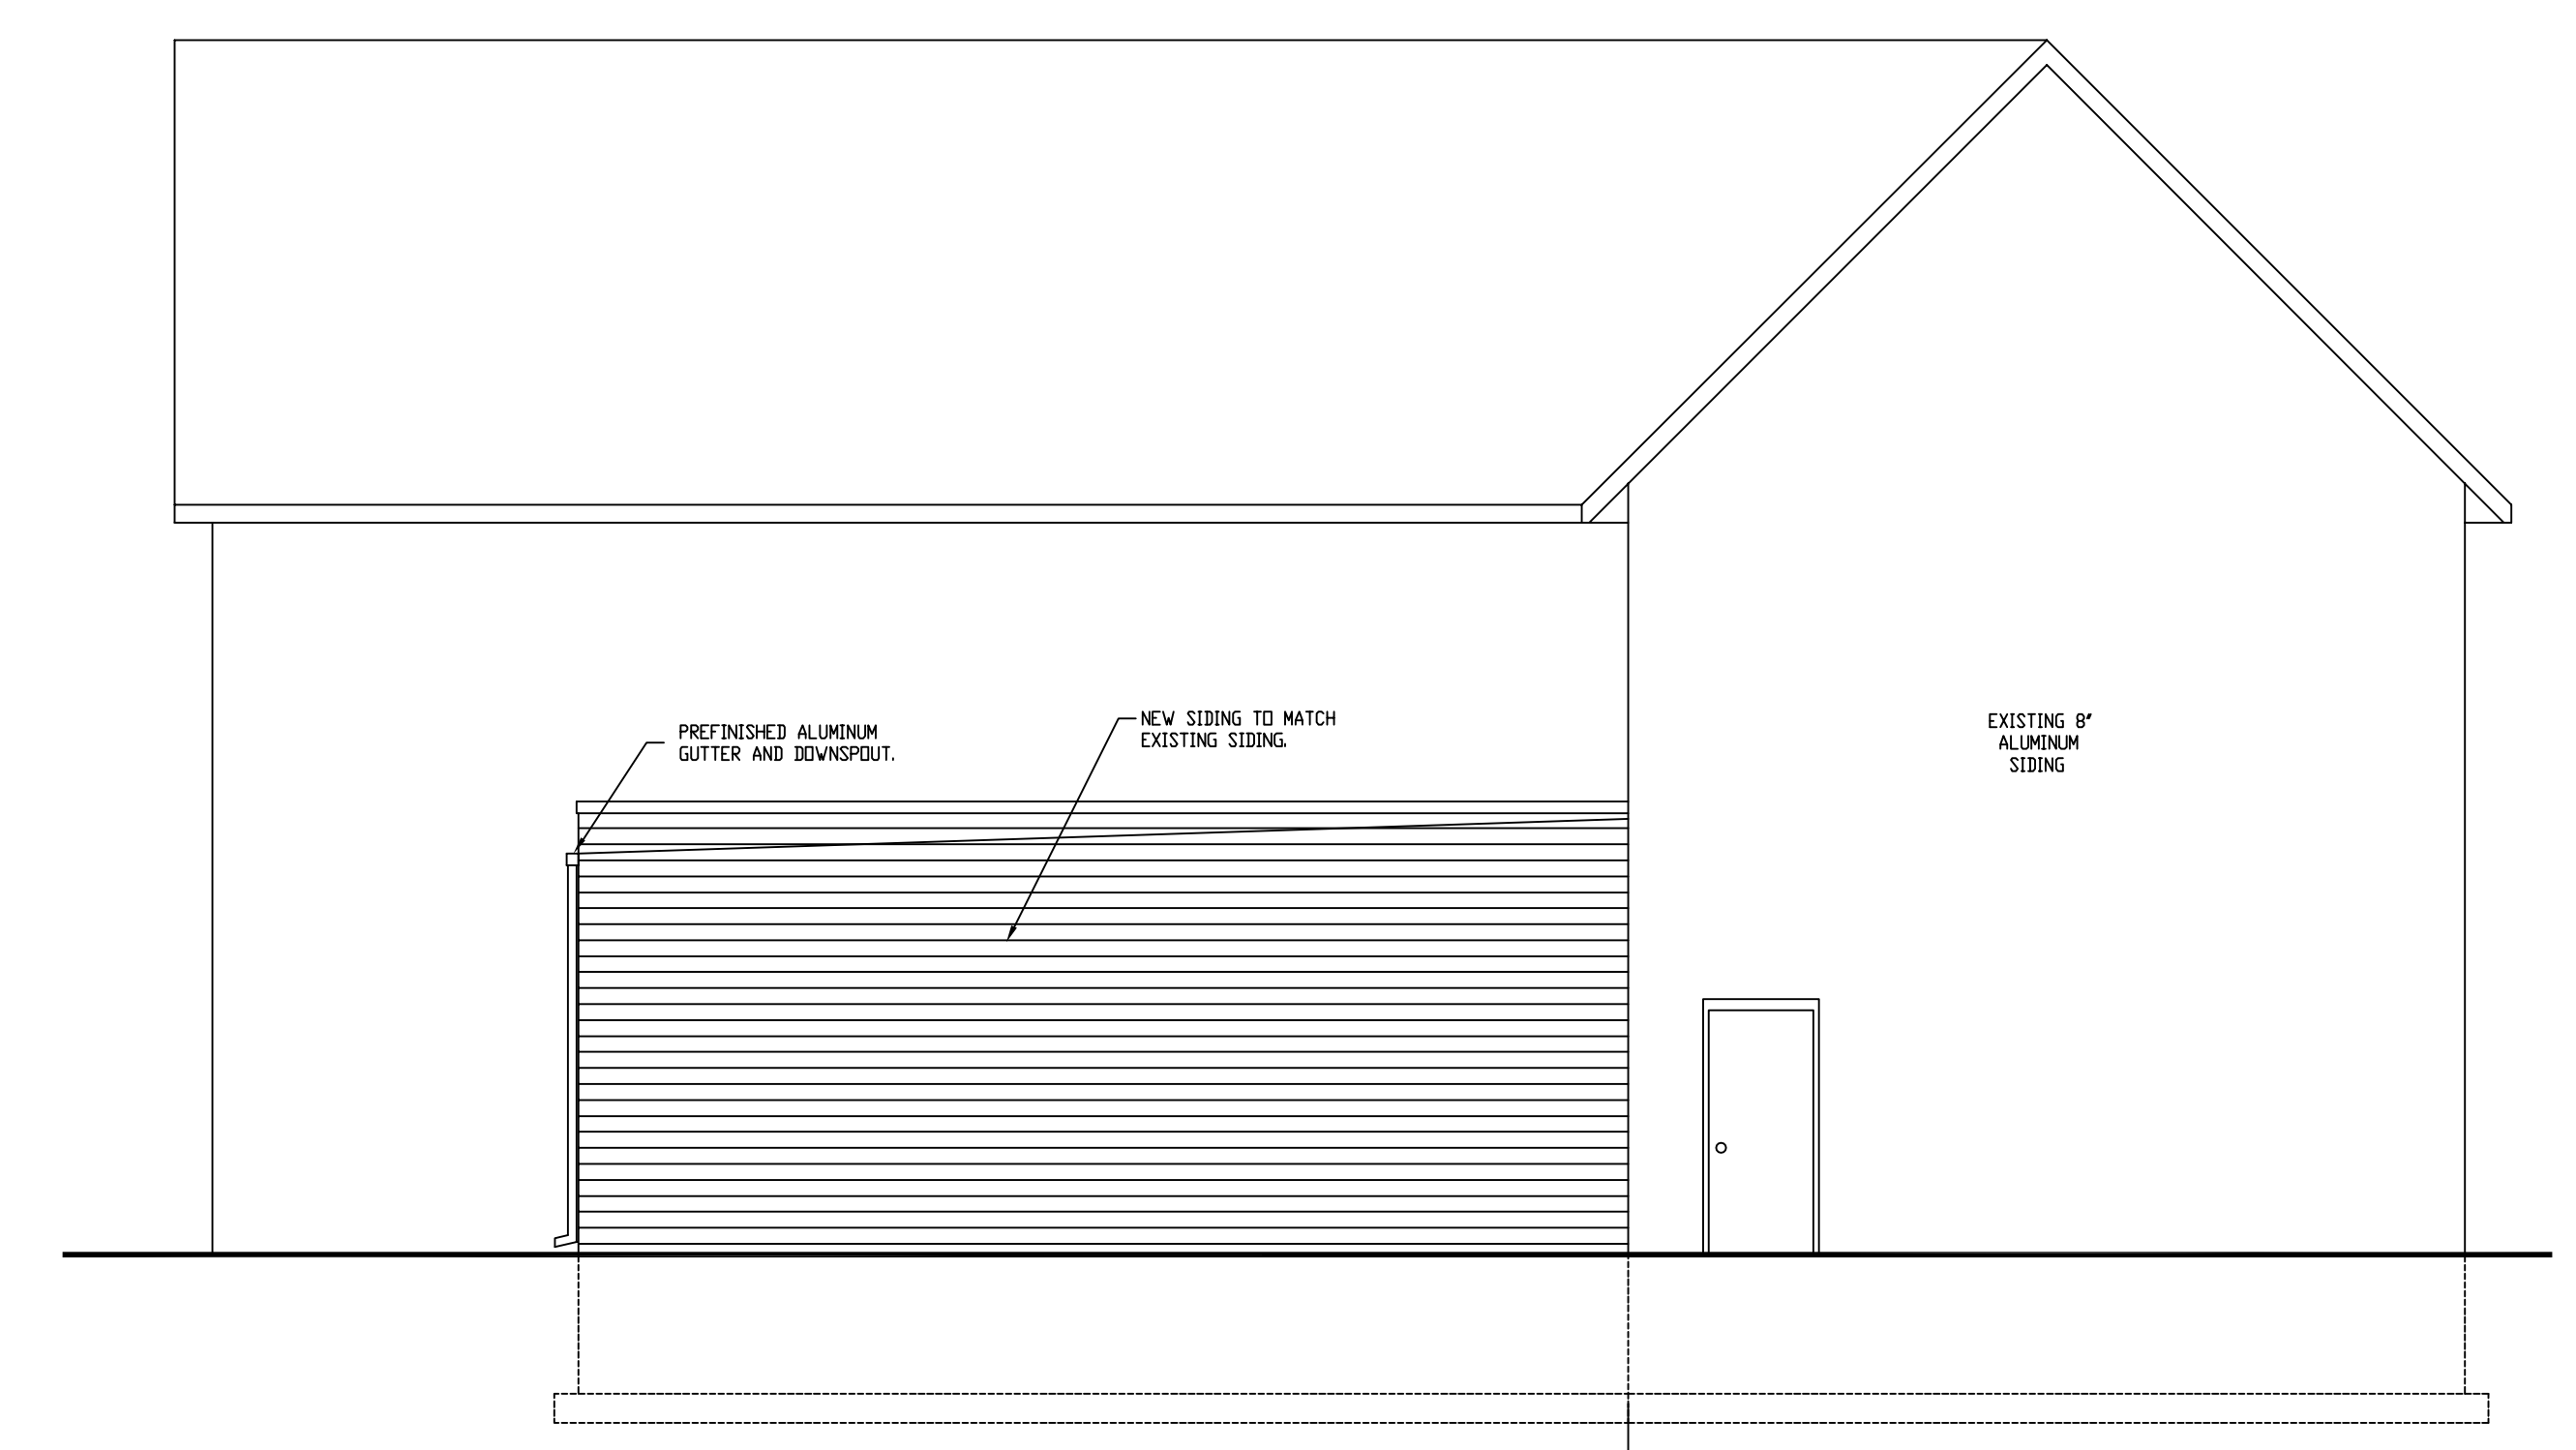 PREFINISHED ALUMINUM
GUTTER AND DOWNSPOUT.
NEW SIDING TO MATCH
EXISTING SIDING.
EXISTING 8"
ALUMINUM
SIDING